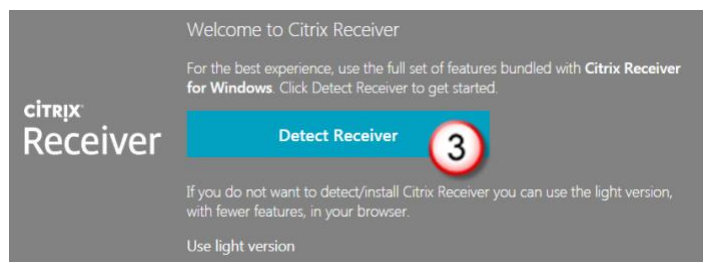 Welcome to Citrix Receiver
For the best experience, use the full set of features bundled with Citrix Receiver
for Windows. Click Detect Receiver to get started.
CITRIX
Receiver
Detect Receiver
3
If you do not want to detect/install Citrix Receiver you can use the light version,
with fewer features, in your browser.
Use light version